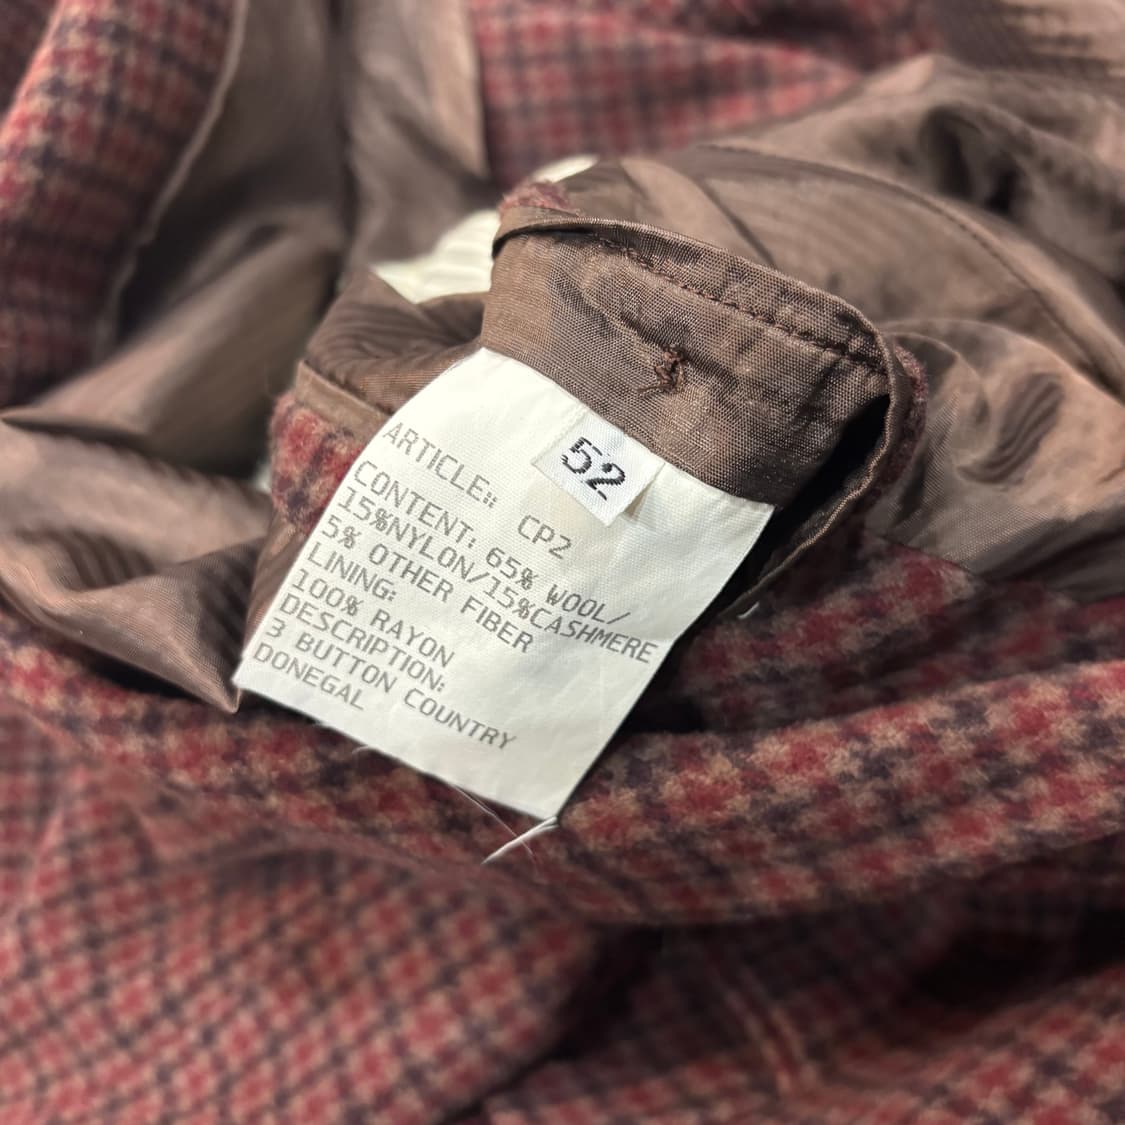 52
ARTICLE:: CP2
CONTENT: 65% WOOL/
15%NYLON/15%CASHMERE
5% OTHER FIBER
LINING:
100% RAYON
DESCRIPTION:
3 BUTTON COUNTRY
DONEGAL